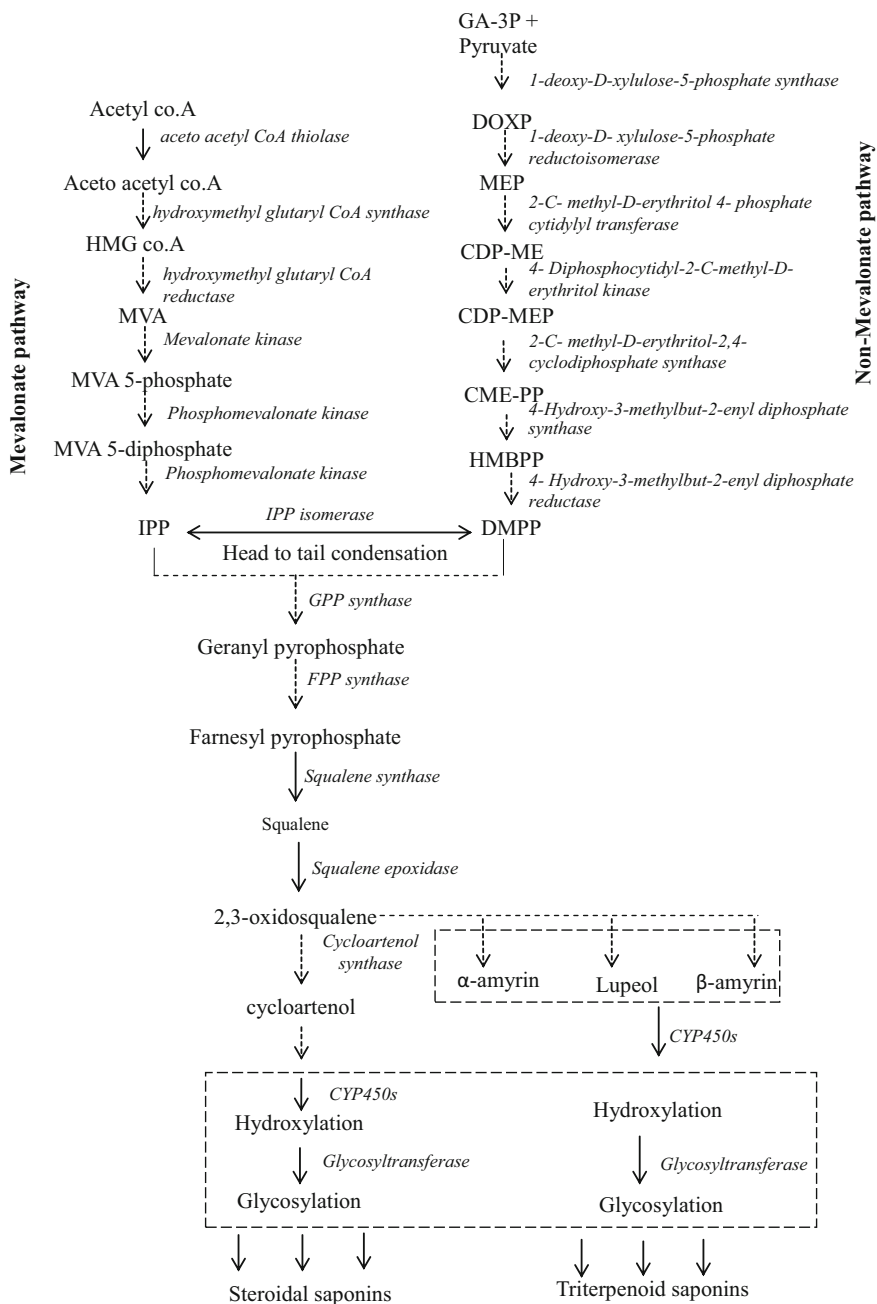 GA-3P +
Pyruvate
1-deoxy-D-xylulose-5-phosphate synthase
Acetyl co.A
aceto acetyl CoA thiolase
DOXP
1-deoxy-D- xylulose-5-phosphate
reductoisomerase
Aceto acetyl co.A
hydroxymethyl glutaryl CoA synthase
MEP
2-C- methyl-D-erythritol 4- phosphate
cytidylyl transferase
HMG co.A
hydroxymethyl glutaryl CoA
reductase
CDP-ME
4- Diphosphocytidyl-2-C-methyl-D-
erythritol kinase
MVA
Mevalonate kinase
CDP-MEP
2-C- methyl-D-erythritol-2,4-
cyclodiphosphate synthase
MVA 5-phosphate
Phosphomevalonate kinase
CME-PP
4-Hydroxy-3-methylbut-2-enyl diphosphate
synthase
MVA 5-diphosphate
Phosphomevalonate kinase
HMBPP
4- Hydroxy-3-methylbut-2-enyl diphosphate
reductase
Mevalonate pathway
Non-Mevalonate pathway
IPP
IPP isomerase
DMPP
Head to tail condensation
GPP synthase
Geranyl pyrophosphate
FPP synthase
Farnesyl pyrophosphate
Squalene synthase
Squalene
Squalene epoxidase
2,3-oxidosqualene
Cycloartenol
synthase
α-amyrin
Lupeol
β-amyrin
cycloartenol
CYP450s
CYP450s
Hydroxylation
Hydroxylation
Glycosyltransferase
Glycosyltransferase
Glycosylation
Glycosylation
Steroidal saponins
Triterpenoid saponins